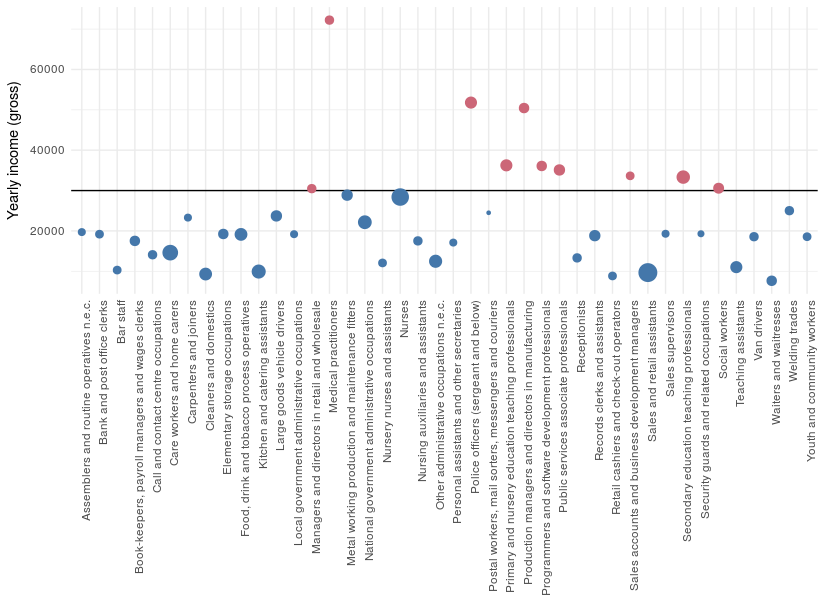 Yearly income (gross)
60000
40000
20000
Assemblers and routine operatives n.e.c.
Bank and post office clerks
Bar staff
Book-keepers, payroll managers and wages clerks
Call and contact centre occupations
Care workers and home carers
Carpenters and joiners
Cleaners and domestics
Elementary storage occupations
Food, drink and tobacco process operatives
Kitchen and catering assistants
Large goods vehicle drivers
Local government administrative occupations
Managers and directors in retail and wholesale
Medical practitioners
Metal working production and maintenance fitters
National government administrative occupations
Nursery nurses and assistants
Nurses
Nursing auxiliaries and assistants
Other administrative occupations n.e.c.
Personal assistants and other secretaries
Police officers (sergeant and below)
Postal workers, mail sorters, messengers and couriers
Primary and nursery education teaching professionals
Production managers and directors in manufacturing
Programmers and software development professionals
Public services associate professionals
Receptionists
Records clerks and assistants
Retail cashiers and check-out operators
Sales accounts and business development managers
Sales and retail assistants
Sales supervisors
Secondary education teaching professionals
Security guards and related occupations
Social workers
Teaching assistants
Van drivers
Waiters and waitresses
Welding trades
Youth and community workers